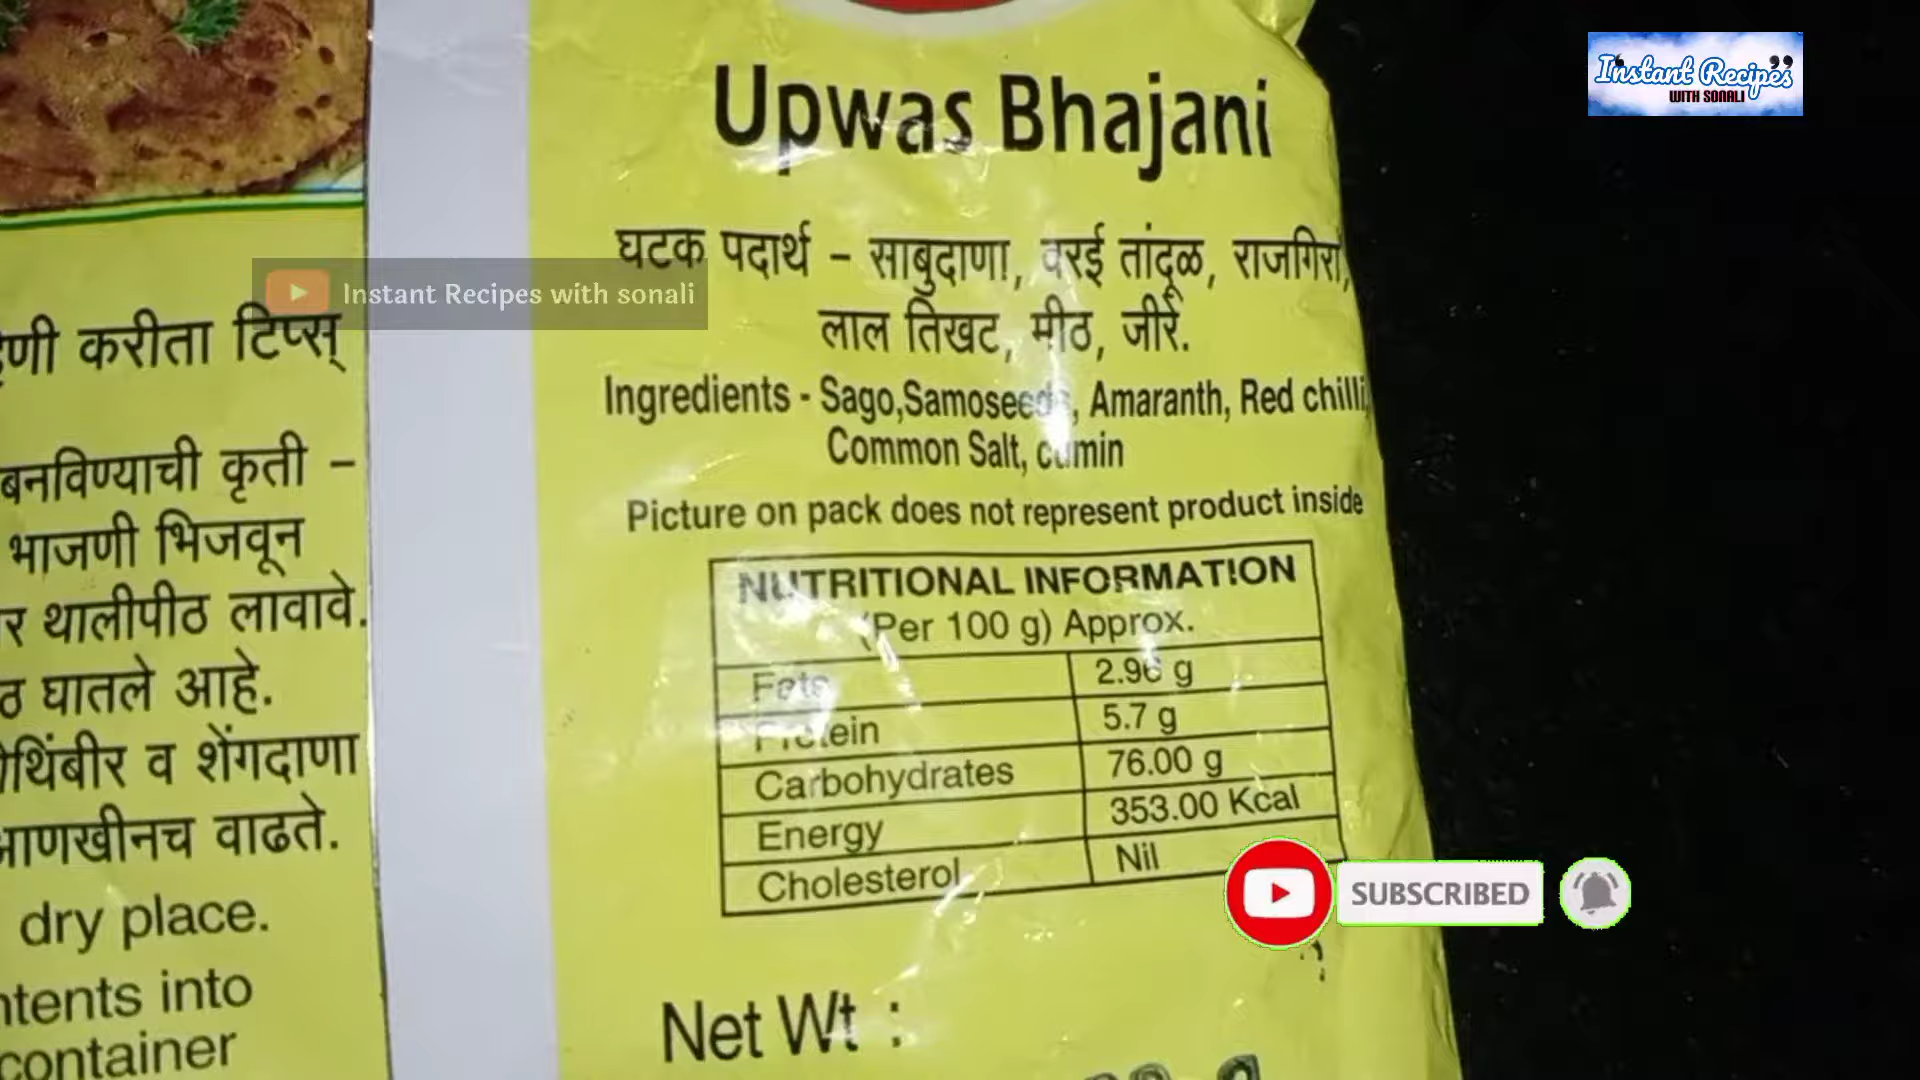 Instant Recipes
WITH SONALI
Instant Recipes with sonali
करीता टिप्स्
बनविण्याची कृती –
भाजणी भिजवून
थालीपीठ लावावे.
घातले आहे.
व शेंगदाणा
वाढते.
dry place.
into
container
Upwas Bhajani
घटक पदार्थ – साबुदाणा, वरई तांदूळ, राजगिरा,
लाल तिखट, मीठ, जीरे.
Ingredients - Sago,Samoseeds, Amaranth, Red chilli,
Common Salt, cumin
Picture on pack does not represent product inside
NUTRITIONAL INFORMATION
(Per 100 g) Approx.
Fats 2.96 g
Protein 5.7 g
Carbohydrates 76.00 g
Energy 353.00 Kcal
Cholesterol Nil
Net Wt :
SUBSCRIBED